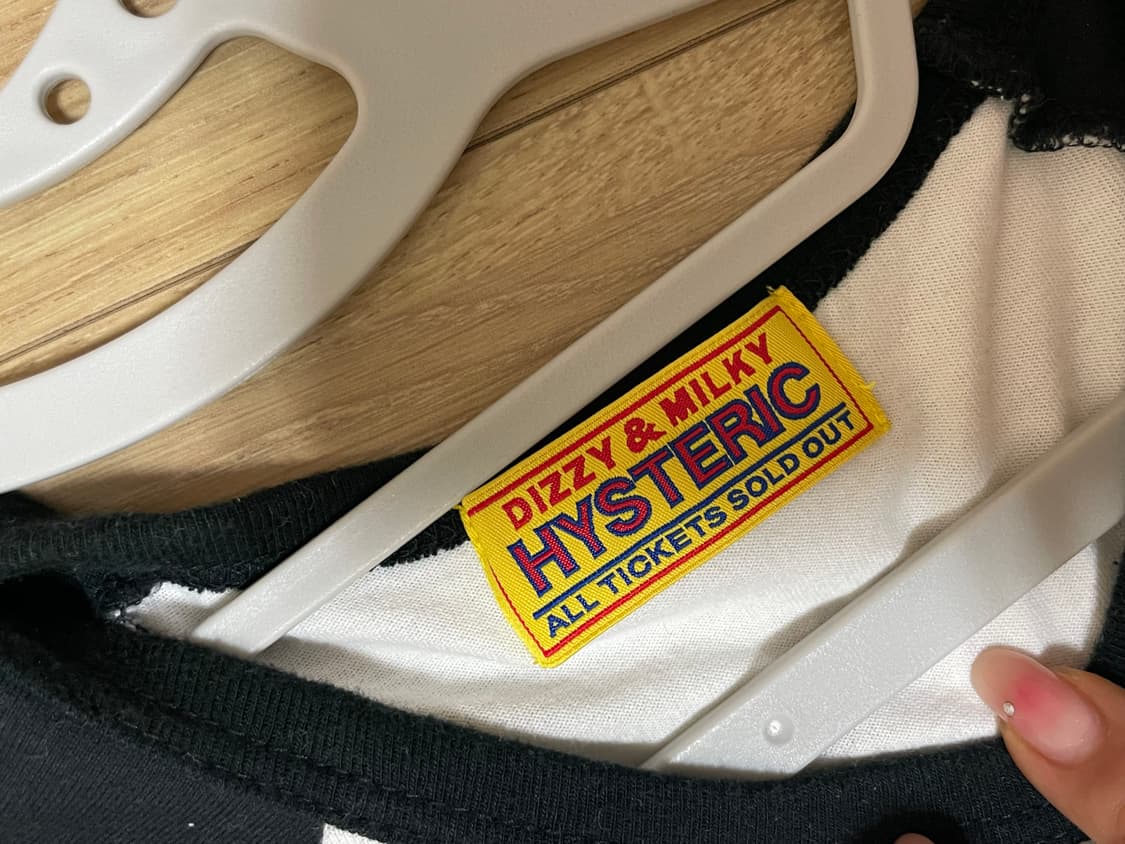 DIZZY & MILKY
HYSTERIC
ALL TICKETS SOLD OUT